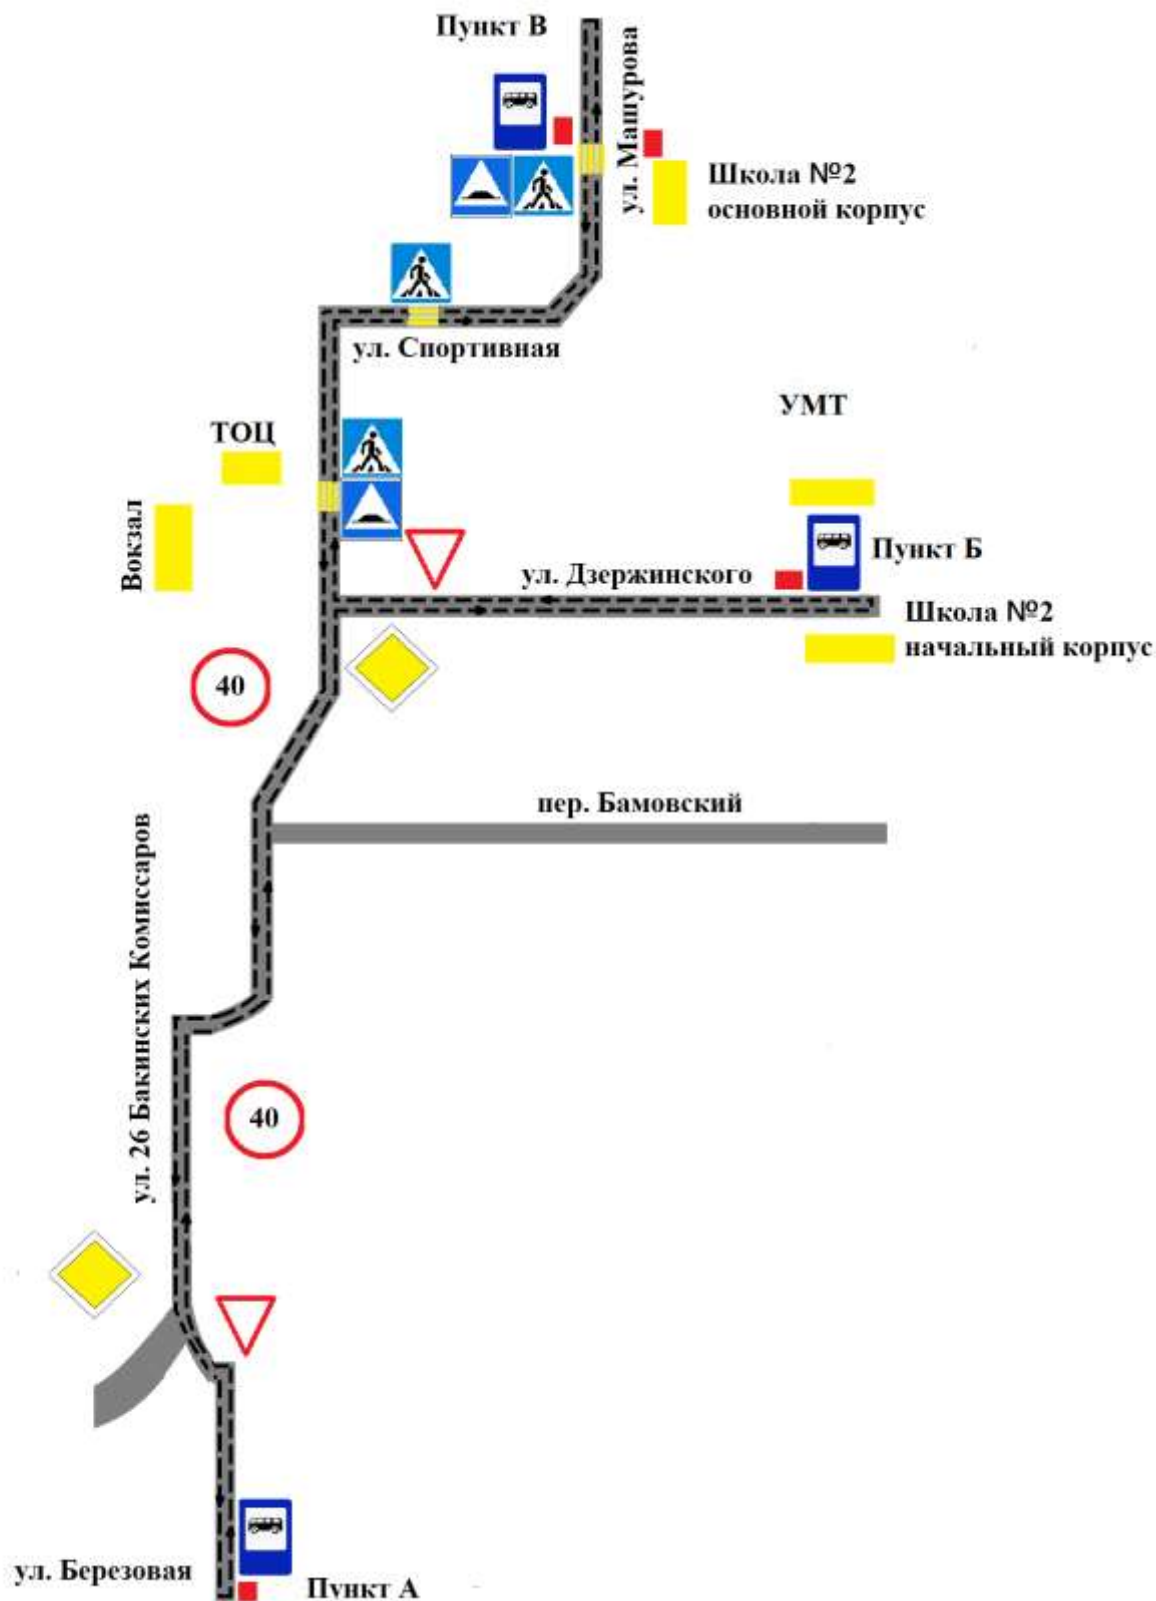 Пункт В
ул. Машурова
Школа №2
основной корпус
ул. Спортивная
УМТ
ТОЦ
Вокзал
Пункт Б
ул. Дзержинского
Школа №2
начальный корпус
40
пер. Бамовский
ул. 26 Бакинских Комиссаров
40
ул. Березовая
Пункт А